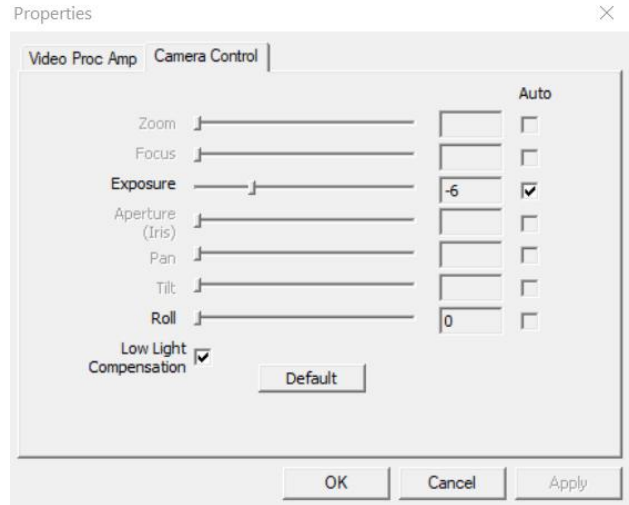 Properties
Video Proc Amp Camera Control
Auto
Zoom
Focus
Exposure -6
Aperture
(Iris)
Pan
Tilt
Roll 0
Low Light
Compensation
Default
OK Cancel Apply